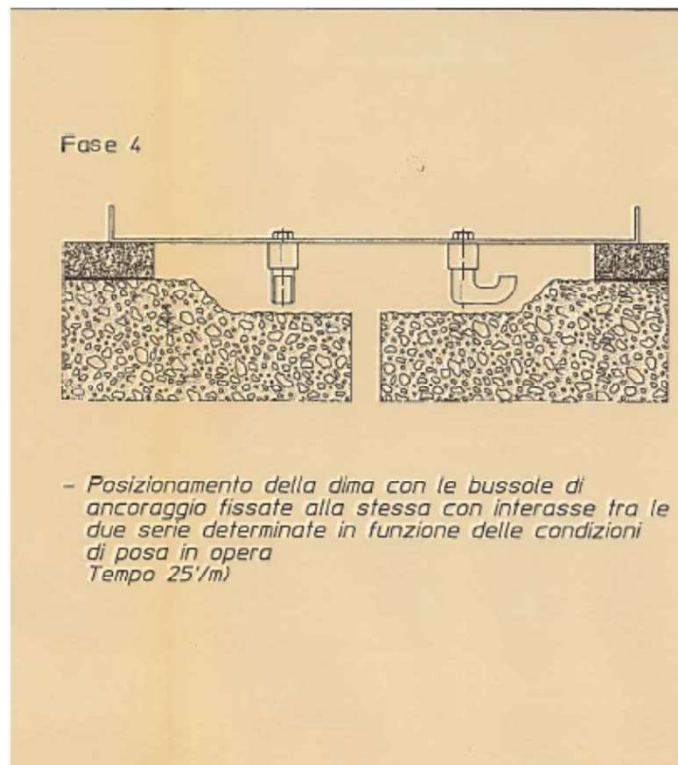 Fase 4
- Posizionamento della dima con le bussole di
ancoraggio fissate alla stessa con interasse tra le
due serie determinate in funzione delle condizioni
di posa in opera
Tempo 25'/m)